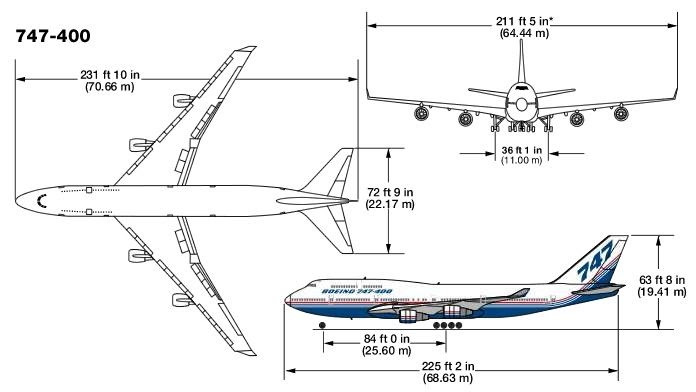 747-400
211 ft 5 in*
(64.44 m)
231 ft 10 in
(70.66 m)
36 ft 1 in
(11.00 m)
72 ft 9 in
(22.17 m)
747
63 ft 8 in
(19.41 m)
BOEING 747-400
84 ft 0 in
(25.60 m)
225 ft 2 in
(68.63 m)